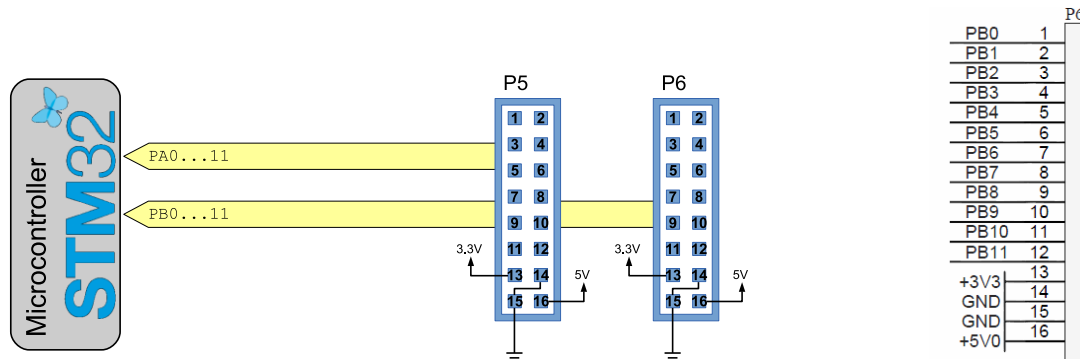 Microcontroller
STM32
PA0...11
PB0...11
P5
1 2
3 4
5 6
7 8
9 10
11 12
13 14
15 16
3.3V
5V
P6
1 2
3 4
5 6
7 8
9 10
11 12
13 14
15 16
3.3V
5V
P6
PB0 1
PB1 2
PB2 3
PB3 4
PB4 5
PB5 6
PB6 7
PB7 8
PB8 9
PB9 10
PB10 11
PB11 12
+3V3 13
GND 14
GND 15
+5V0 16